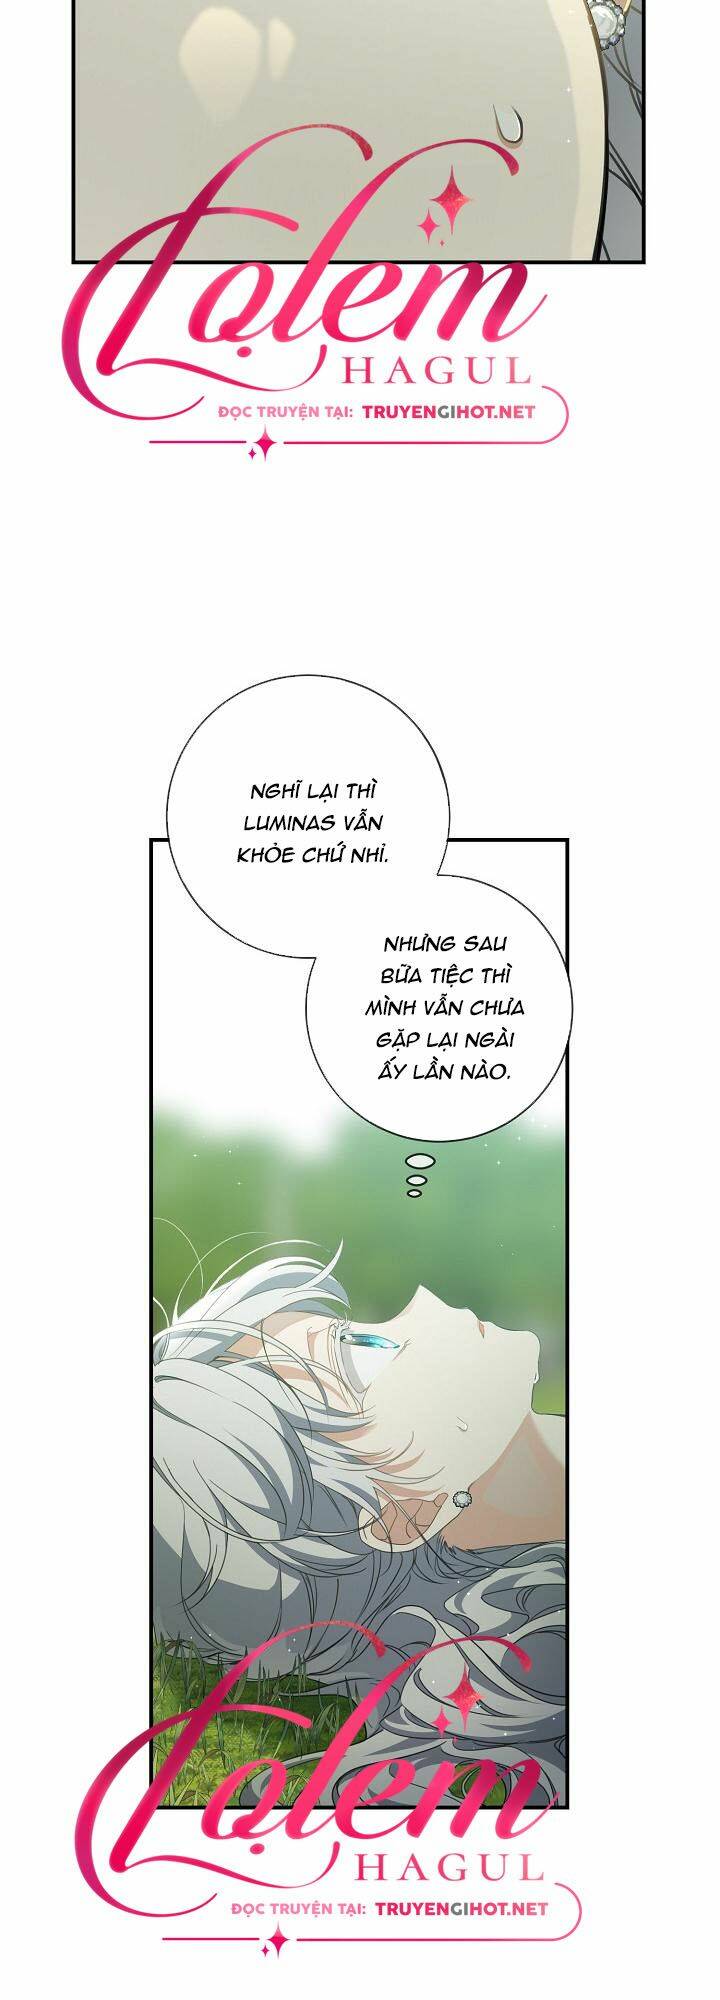 Lọlem
HAGUL
ĐỌC TRUYỆN TẠI: TRUYENGIHOT.NET
NGHĨ LẠI THÌ
LUMINAS VẪN
KHỎE CHỨ NHỈ.
NHƯNG SAU
BỮA TIỆC THÌ
MÌNH VẪN CHƯA
GẶP LẠI NGÀI
ẤY LẦN NÀO.
Lọlem
HAGUL
ĐỌC TRUYỆN TẠI: TRUYENGIHOT.NET